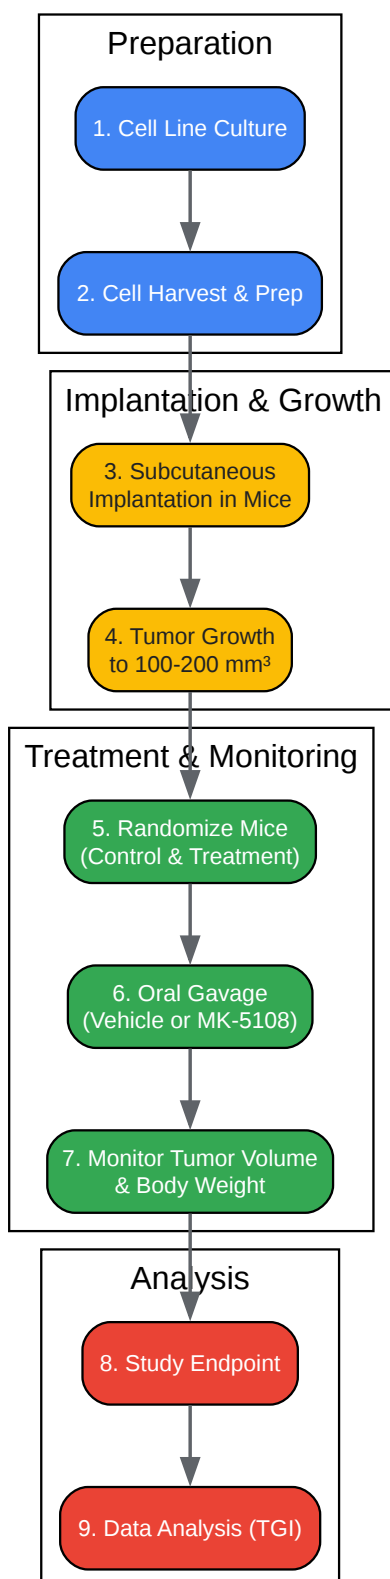 Preparation
1. Cell Line Culture
2. Cell Harvest & Prep
Implantation & Growth
3. Subcutaneous
Implantation in Mice
4. Tumor Growth
to 100-200 mm³
Treatment & Monitoring
5. Randomize Mice
(Control & Treatment)
6. Oral Gavage
(Vehicle or MK-5108)
7. Monitor Tumor Volume
& Body Weight
Analysis
8. Study Endpoint
9. Data Analysis (TGI)